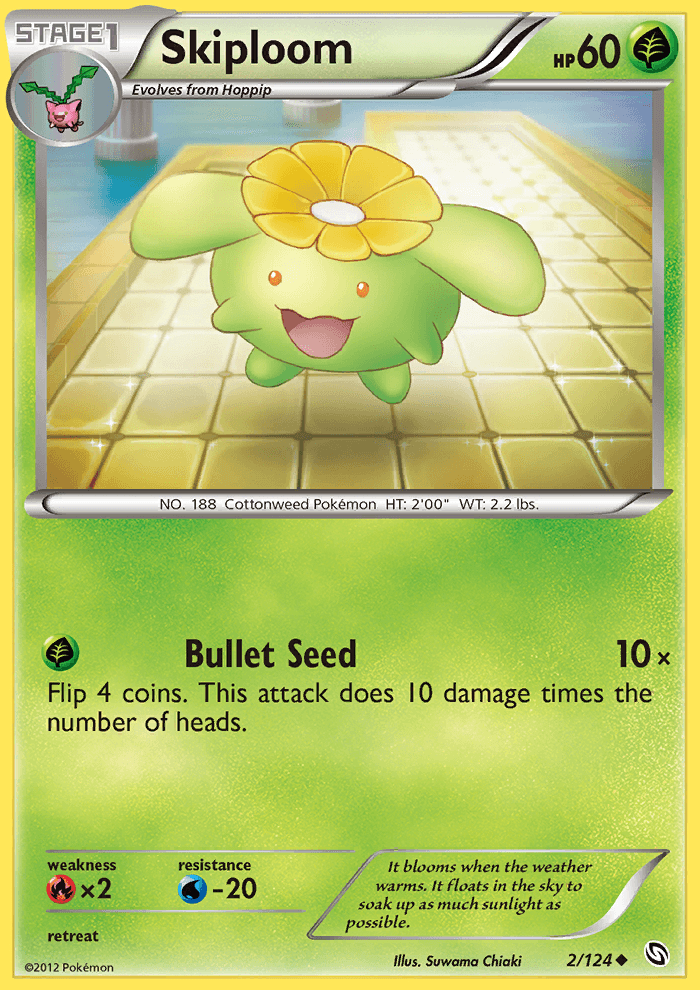 STAGE1
Skiploom
HP60
Evolves from Hoppip
NO. 188 Cottonweed Pokémon HT: 2'00" WT: 2.2 lbs.
Bullet Seed 10×
Flip 4 coins. This attack does 10 damage times the
number of heads.
weakness resistance
×2 -20
retreat
It blooms when the weather
warms. It floats in the sky to
soak up as much sunlight as
possible.
©2012 Pokémon
Illus. Suwama Chiaki
2/124